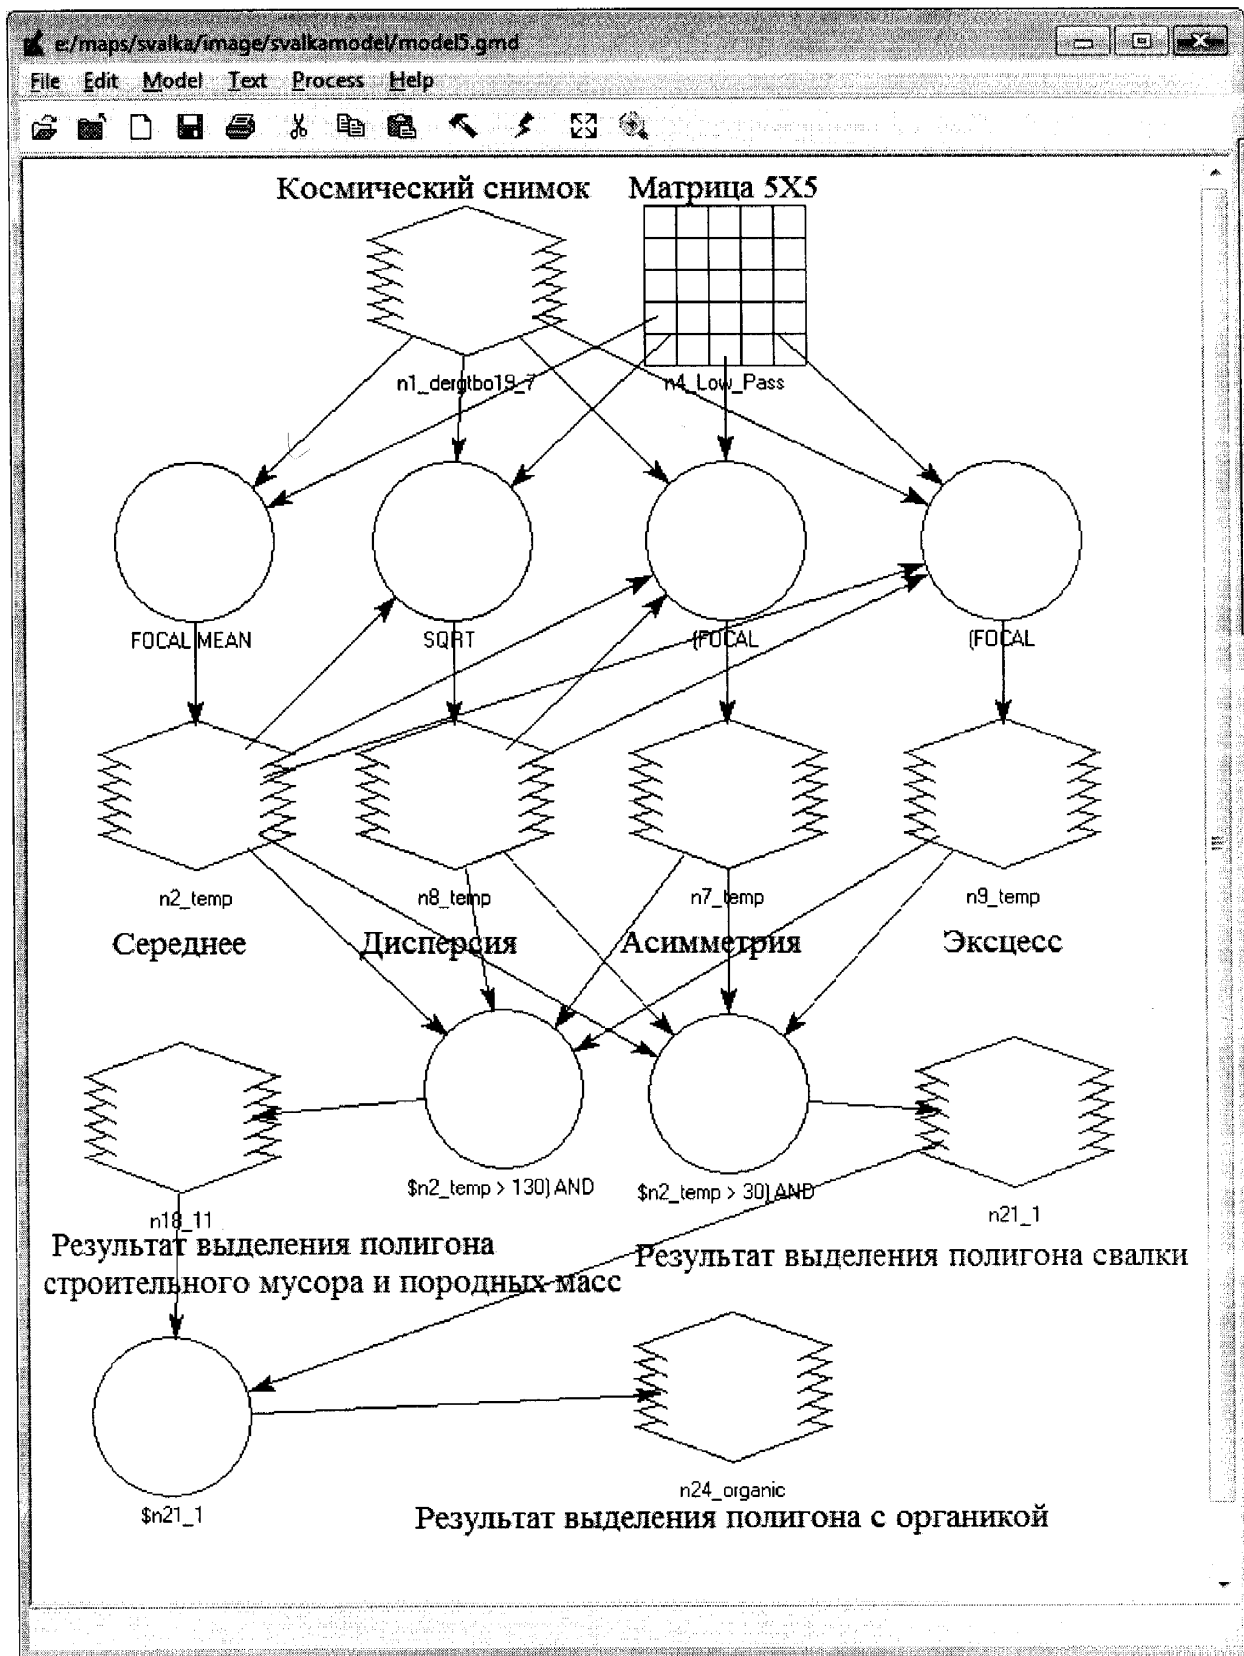 e:/maps/svalka/image/svalkamodel/model5.gmd
File Edit Model Text Process Help
Космический снимок Матрица 5X5
n1_dergtbo19_7 n4_Low_Pass
FOCAL MEAN SQRT (FOCAL (FOCAL
n2_temp n8_temp n7_temp n9_temp
Середнее Дисперсия Асимметрия Эксцесс
$n2_temp > 130) AND $n2_temp > 30) AND
n18_11 n21_1
Результат выделения полигона
строительного мусора и породных масс
Результат выделения полигона свалки
$n21_1 n24_organic
Результат выделения полигона с органикой